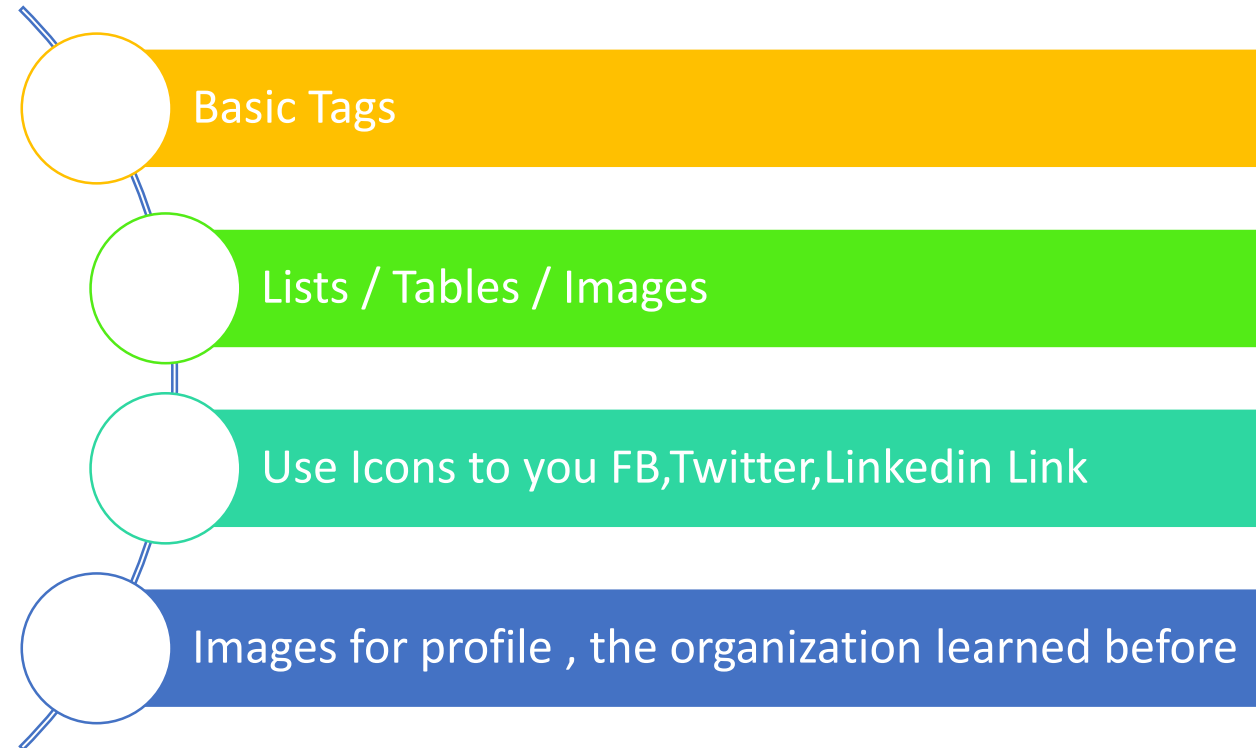 Basic Tags
Lists / Tables / Images
Use Icons to you FB,Twitter,Linkedin Link
Images for profile , the organization learned before